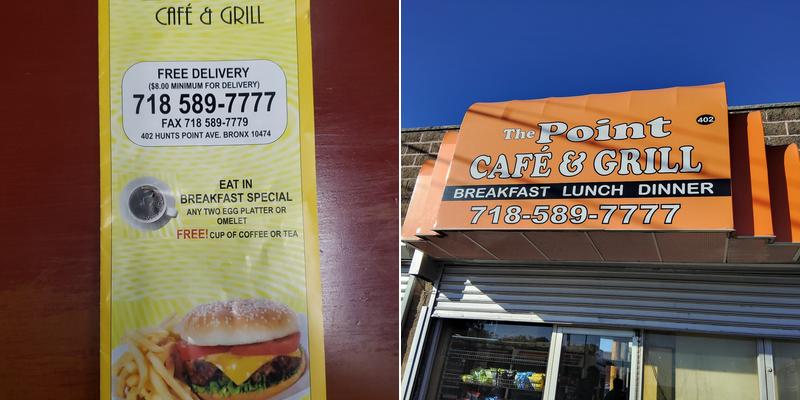 CAFÉ & GRILL
FREE DELIVERY
($8.00 MINIMUM FOR DELIVERY)
718 589-7777
FAX 718 589-7779
402 HUNTS POINT AVE. BRONX 10474
EAT IN
BREAKFAST SPECIAL
ANY TWO EGG PLATTER OR
OMELET
FREE! CUP OF COFFEE OR TEA
The Point
402
CAFÉ & GRILL
BREAKFAST LUNCH DINNER
718-589-7777